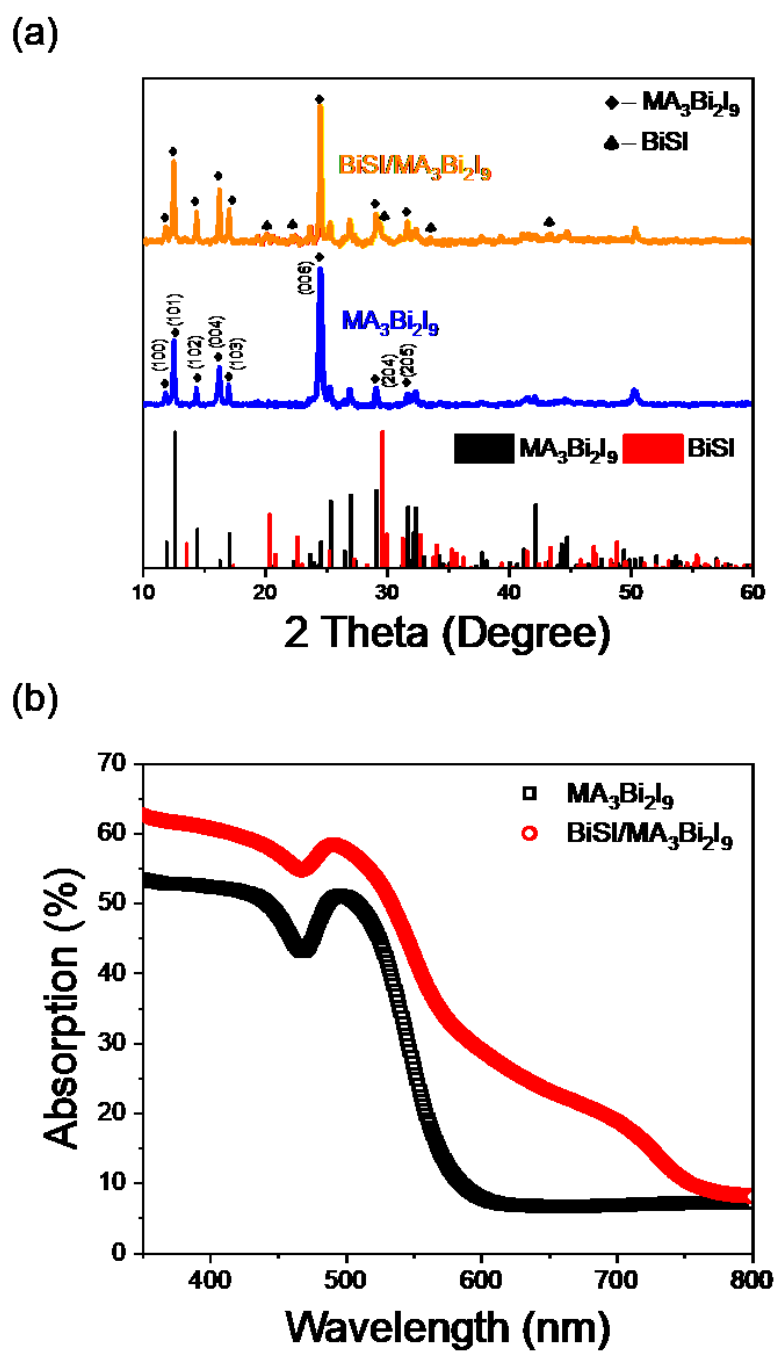 (a)
◆– MA₃Bi₂I₉
♠– BiSI
BiSI/MA₃Bi₂I₉
(100)
(101)
(102)
(004)
(103)
(006)
MA₃Bi₂I₉
(204)
(205)
MA₃Bi₂I₉
BiSI
10 20 30 40 50 60
2 Theta (Degree)
(b)
70
60
50
40
30
20
10
0
Absorption (%)
MA₃Bi₂I₉
BiSI/MA₃Bi₂I₉
400 500 600 700 800
Wavelength (nm)